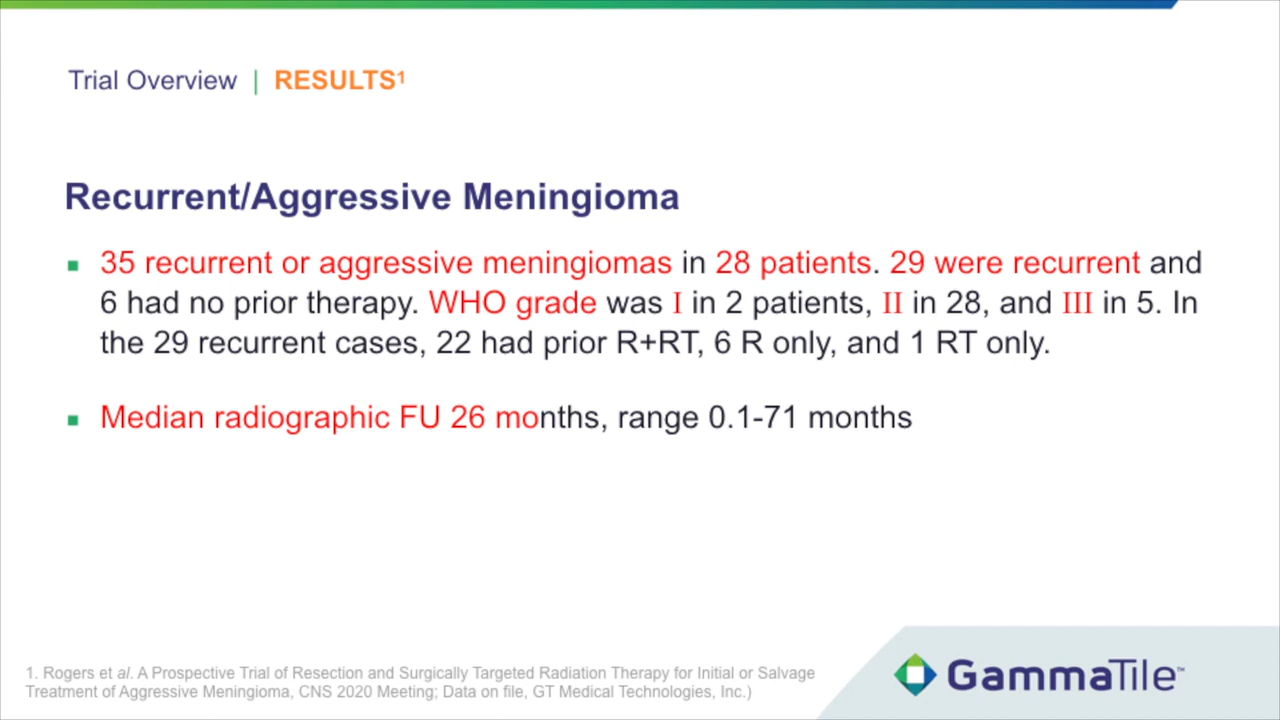 Trial Overview | RESULTS¹
Recurrent/Aggressive Meningioma
▪ 35 recurrent or aggressive meningiomas in 28 patients. 29 were recurrent and
6 had no prior therapy. WHO grade was I in 2 patients, II in 28, and III in 5. In
the 29 recurrent cases, 22 had prior R+RT, 6 R only, and 1 RT only.
▪ Median radiographic FU 26 months, range 0.1-71 months
1. Rogers et al. A Prospective Trial of Resection and Surgically Targeted Radiation Therapy for Initial or Salvage
Treatment of Aggressive Meningioma, CNS 2020 Meeting; Data on file, GT Medical Technologies, Inc.)
GammaTile™